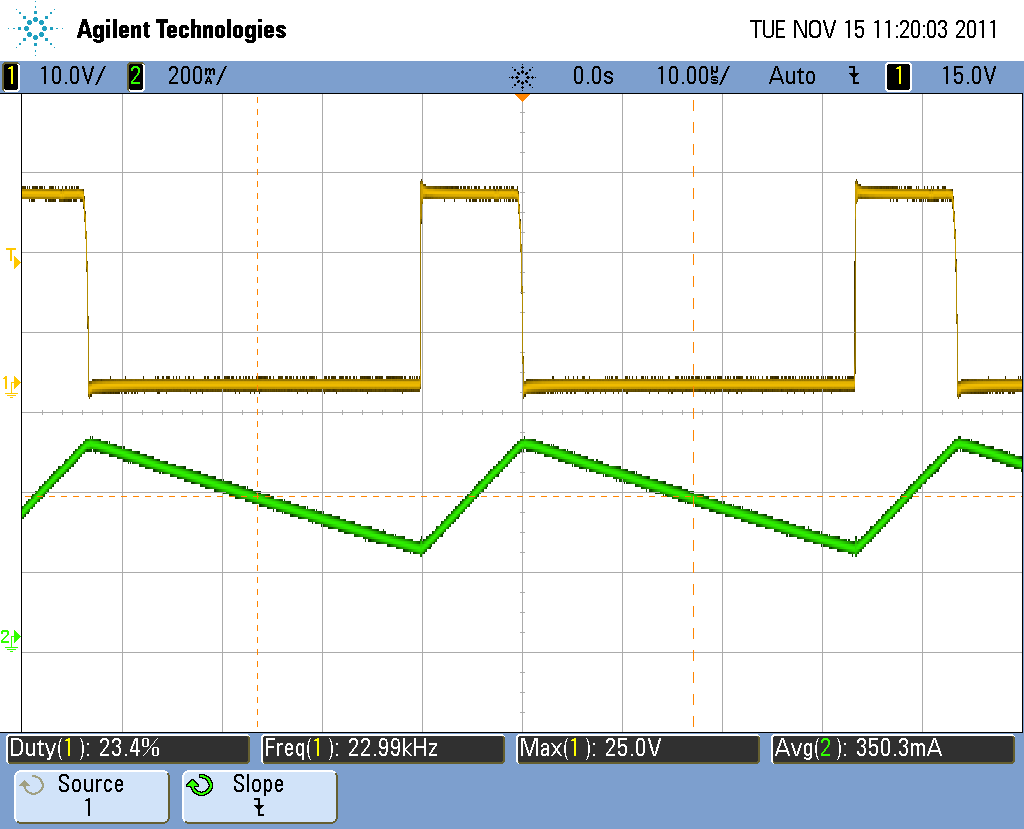 Agilent Technologies TUE NOV 15 11:20:03 2011
1 10.0V/ 2 200mA/ 0.0s 10.00µs/ Auto 1 15.0V
T
1
2
Duty(1): 23.4% Freq(1): 22.99kHz Max(1): 25.0V Avg(2): 350.3mA
Source Slope
1